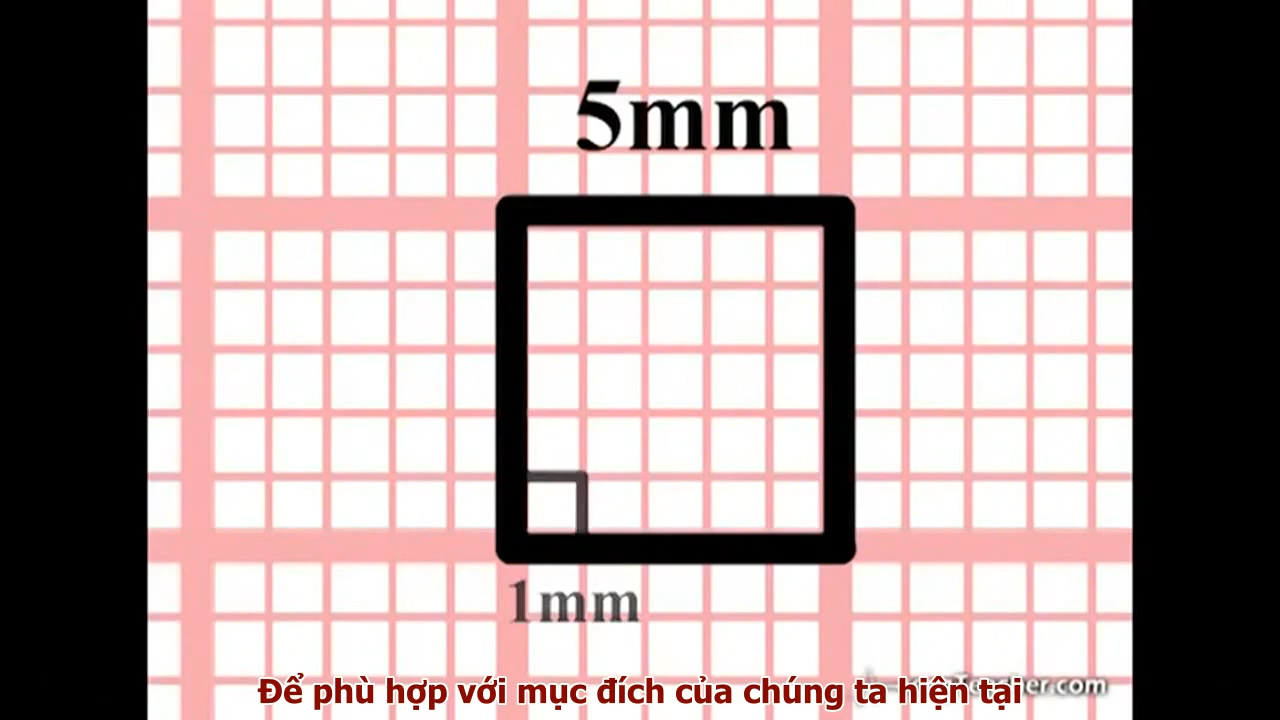 5mm
1mm
Để phù hợp với mục đích của chúng ta hiện tại